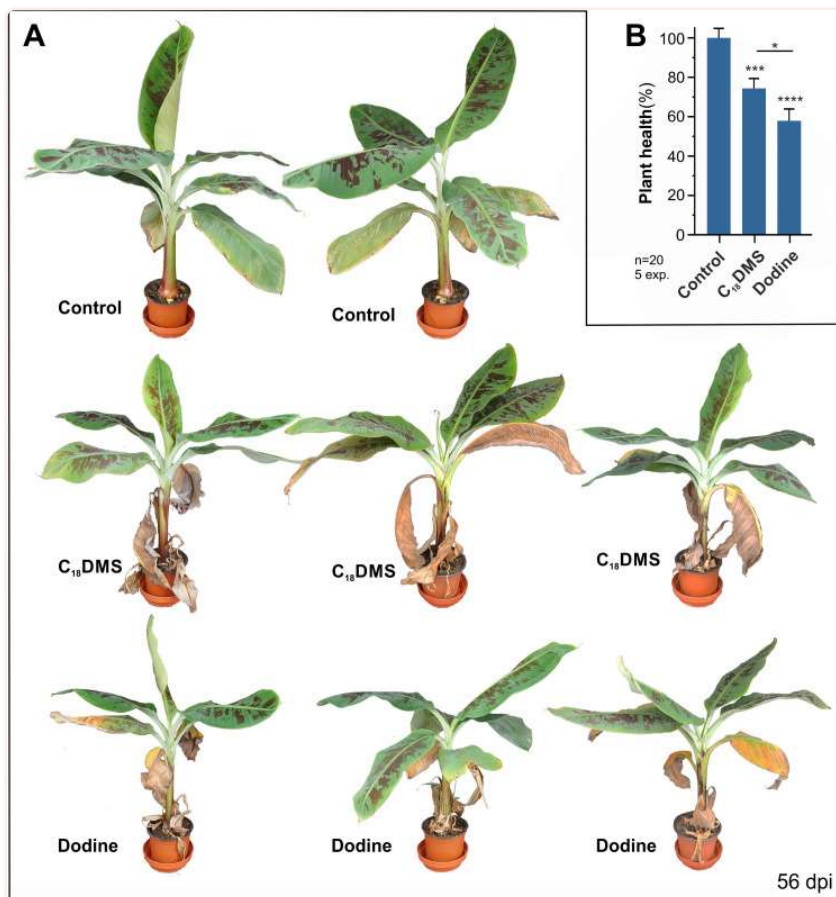 A
Control
Control
C₁₈DMS
C₁₈DMS
C₁₈DMS
Dodine
Dodine
Dodine
56 dpi
B
Plant health(%)
100
80
60
40
20
0
***
*
****
n=20
5 exp.
Control
C₁₈DMS
Dodine